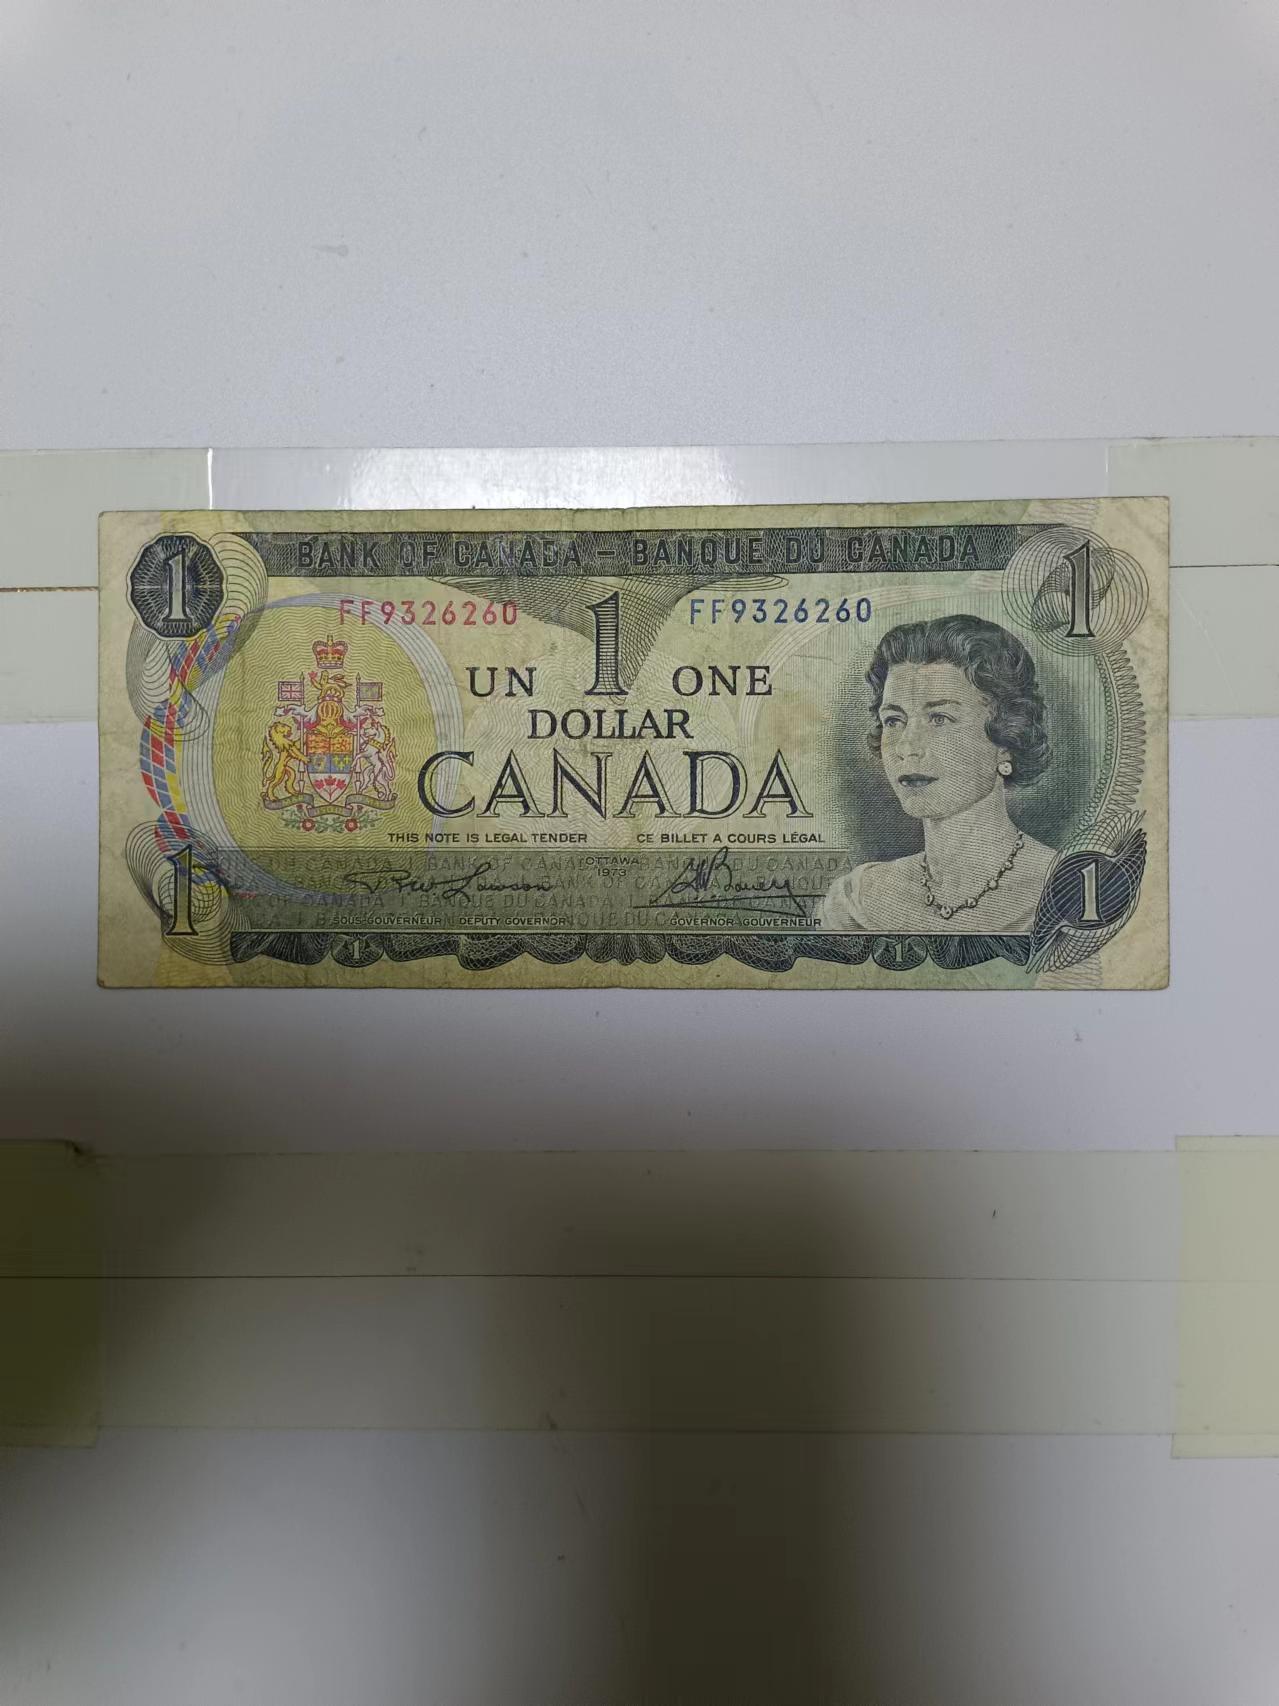 BANK OF CANADA – BANQUE DU CANADA
1 1
FF9326260 FF9326260
UN 1 ONE
DOLLAR
CANADA
THIS NOTE IS LEGAL TENDER CE BILLET A COURS LÉGAL
OTTAWA
1973
SOUS-GOUVERNEUR DEPUTY GOVERNOR GOVERNOR-GOUVERNEUR
1 1
1 1